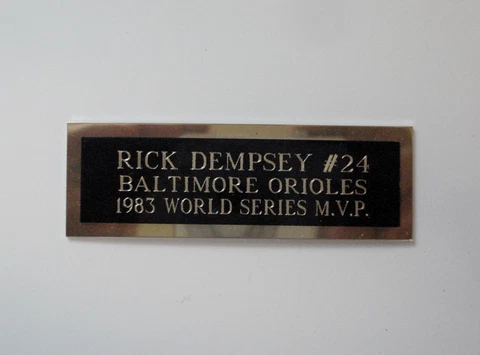 RICK DEMPSEY #24
BALTIMORE ORIOLES
1983 WORLD SERIES M.V.P.